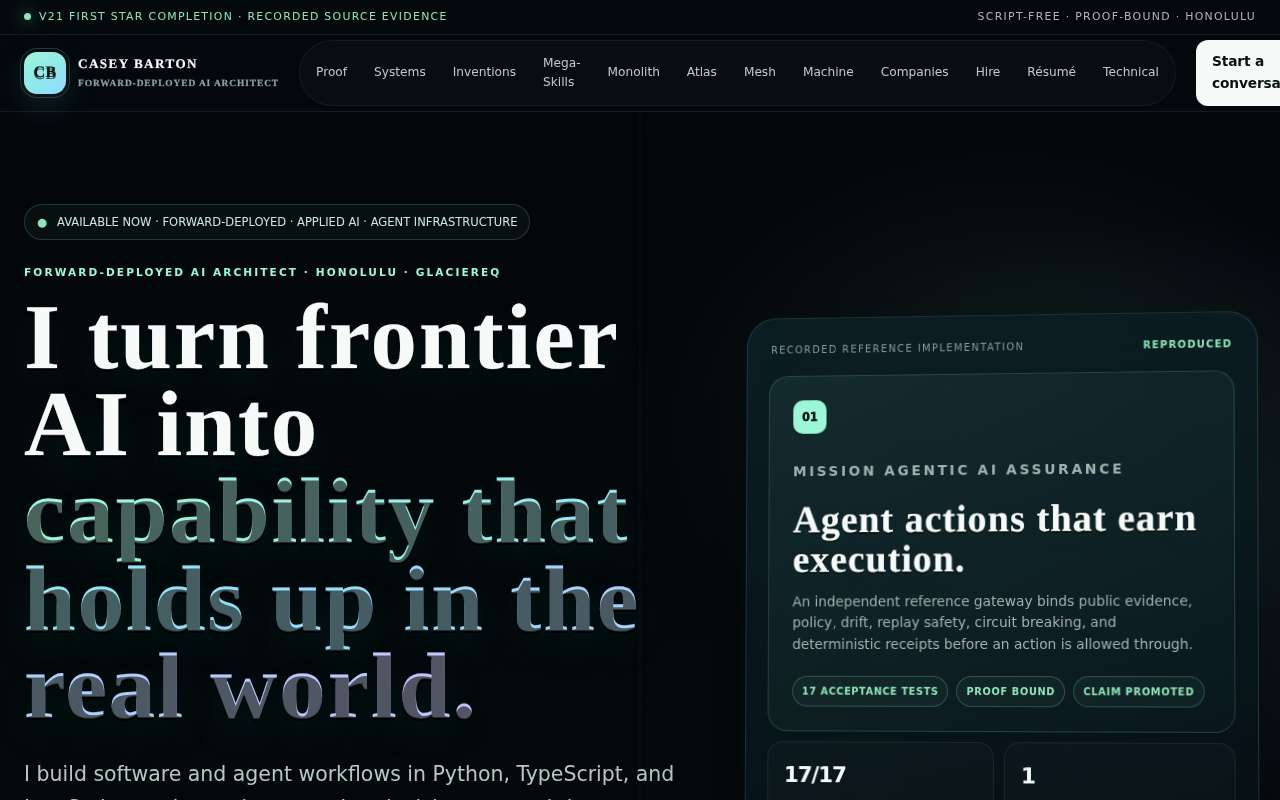 V21 FIRST STAR COMPLETION · RECORDED SOURCE EVIDENCE
SCRIPT-FREE · PROOF-BOUND · HONOLULU
CB
CASEY BARTON
FORWARD-DEPLOYED AI ARCHITECT
Proof
Systems
Inventions
Mega-
Skills
Monolith
Atlas
Mesh
Machine
Companies
Hire
Résumé
Technical
Start a
AVAILABLE NOW · FORWARD-DEPLOYED · APPLIED AI · AGENT INFRASTRUCTURE
FORWARD-DEPLOYED AI ARCHITECT · HONOLULU · GLACIEREQ
I turn frontier
AI into
capability that
holds up in the
real world.
I build software and agent workflows in Python, TypeScript, and
RECORDED REFERENCE IMPLEMENTATION
REPRODUCED
01
MISSION AGENTIC AI ASSURANCE
Agent actions that earn
execution.
An independent reference gateway binds public evidence,
policy, drift, replay safety, circuit breaking, and
deterministic receipts before an action is allowed through.
17 ACCEPTANCE TESTS
PROOF BOUND
CLAIM PROMOTED
17/17
1